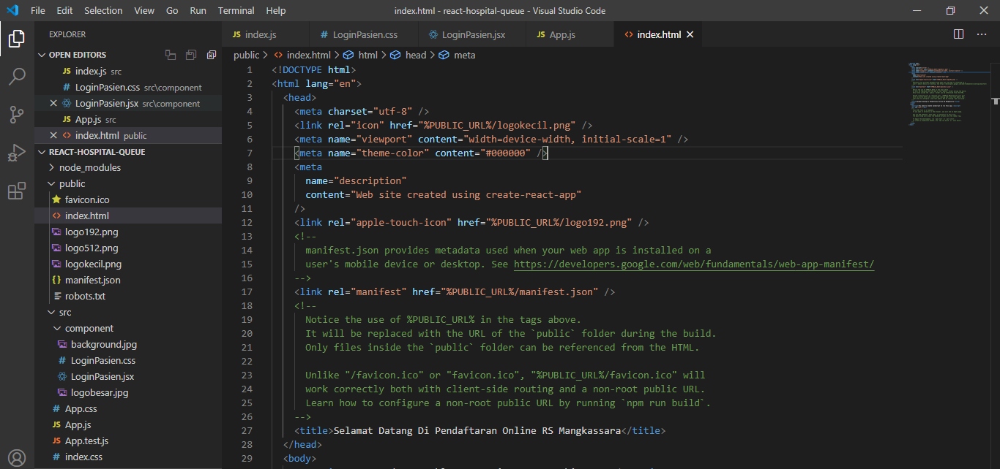 File Edit Selection View Go Run Terminal Help index.html - react-hospital-queue - Visual Studio Code
EXPLORER
OPEN EDITORS
JS index.js src
# LoginPasien.css src\component
LoginPasien.jsx src\component
JS App.js src
<> index.html public
REACT-HOSPITAL-QUEUE
node_modules
public
favicon.ico
<> index.html
logo192.png
logo512.png
logokecil.png
{} manifest.json
robots.txt
src
component
background.jpg
# LoginPasien.css
LoginPasien.jsx
logobesar.jpg
# App.css
JS App.js
JS App.test.js
# index.css
JS index.js # LoginPasien.css LoginPasien.jsx JS App.js <> index.html
public > <> index.html > html > head > meta
1 <!DOCTYPE html>
2 <html lang="en">
3 <head>
4 <meta charset="utf-8" />
5 <link rel="icon" href="%PUBLIC_URL%/logokecil.png" />
6 <meta name="viewport" content="width=device-width, initial-scale=1" />
7 <meta name="theme-color" content="#000000" />
8 <meta
9 name="description"
10 content="Web site created using create-react-app"
11 />
12 <link rel="apple-touch-icon" href="%PUBLIC_URL%/logo192.png" />
13 <!--
14 manifest.json provides metadata used when your web app is installed on a
15 user's mobile device or desktop. See https://developers.google.com/web/fundamentals/web-app-manifest/
16 -->
17 <link rel="manifest" href="%PUBLIC_URL%/manifest.json" />
18 <!--
19 Notice the use of %PUBLIC_URL% in the tags above.
20 It will be replaced with the URL of the `public` folder during the build.
21 Only files inside the `public` folder can be referenced from the HTML.
22
23 Unlike "/favicon.ico" or "favicon.ico", "%PUBLIC_URL%/favicon.ico" will
24 work correctly both with client-side routing and a non-root public URL.
25 Learn how to configure a non-root public URL by running `npm run build`.
26 -->
27 <title>Selamat Datang Di Pendaftaran Online RS Mangkassara</title>
28 </head>
29 <body>